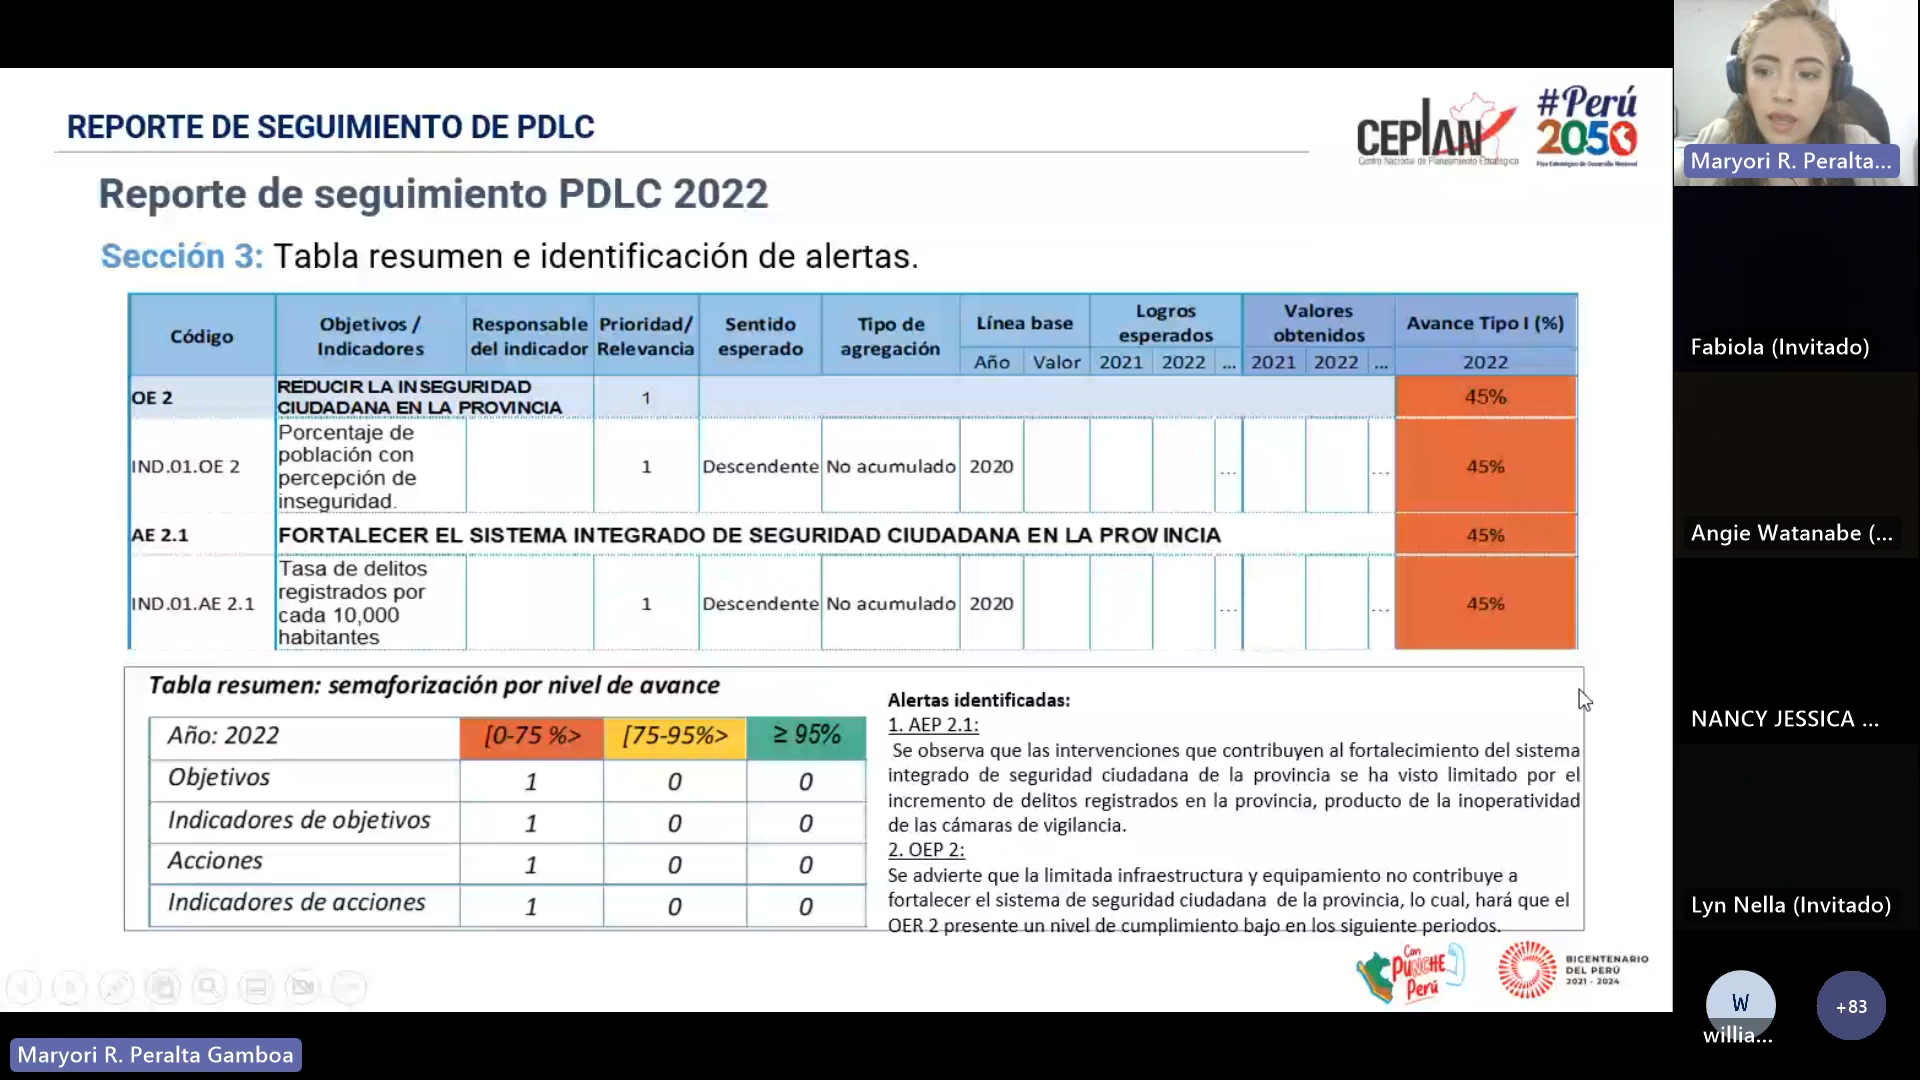 REPORTE DE SEGUIMIENTO DE PDLC
CEPLAN
Centro Nacional de Planeamiento Estratégico
#Perú
2050
Plan Estratégico de Desarrollo Nacional
Reporte de seguimiento PDLC 2022
Sección 3: Tabla resumen e identificación de alertas.
Código
Objetivos / Indicadores
Responsable del indicador
Prioridad/ Relevancia
Sentido esperado
Tipo de agregación
Línea base
Logros esperados
Valores obtenidos
Avance Tipo I (%)
Año Valor 2021 2022 ... 2021 2022 ... 2022
OE 2 REDUCIR LA INSEGURIDAD CIUDADANA EN LA PROVINCIA 1 45%
IND.01.OE 2 Porcentaje de población con percepción de inseguridad. 1 Descendente No acumulado 2020 ... ... 45%
AE 2.1 FORTALECER EL SISTEMA INTEGRADO DE SEGURIDAD CIUDADANA EN LA PROVINCIA 45%
IND.01.AE 2.1 Tasa de delitos registrados por cada 10,000 habitantes 1 Descendente No acumulado 2020 ... ... 45%
Tabla resumen: semaforización por nivel de avance
Año: 2022 [0-75 %> [75-95%> ≥ 95%
Objetivos 1 0 0
Indicadores de objetivos 1 0 0
Acciones 1 0 0
Indicadores de acciones 1 0 0
Alertas identificadas:
1. AEP 2.1:
Se observa que las intervenciones que contribuyen al fortalecimiento del sistema
integrado de seguridad ciudadana de la provincia se ha visto limitado por el
incremento de delitos registrados en la provincia, producto de la inoperatividad
de las cámaras de vigilancia.
2. OEP 2:
Se advierte que la limitada infraestructura y equipamiento no contribuye a
fortalecer el sistema de seguridad ciudadana de la provincia, lo cual, hará que el
OER 2 presente un nivel de cumplimiento bajo en los siguiente periodos.
Con
PUNCHE
Perú
BICENTENARIO
DEL PERÚ
2021 - 2024
Maryori R. Peralta Gamboa
Maryori R. Peralta...
Fabiola (Invitado)
Angie Watanabe (...
NANCY JESSICA ...
Lyn Nella (Invitado)
W
willia...
+83